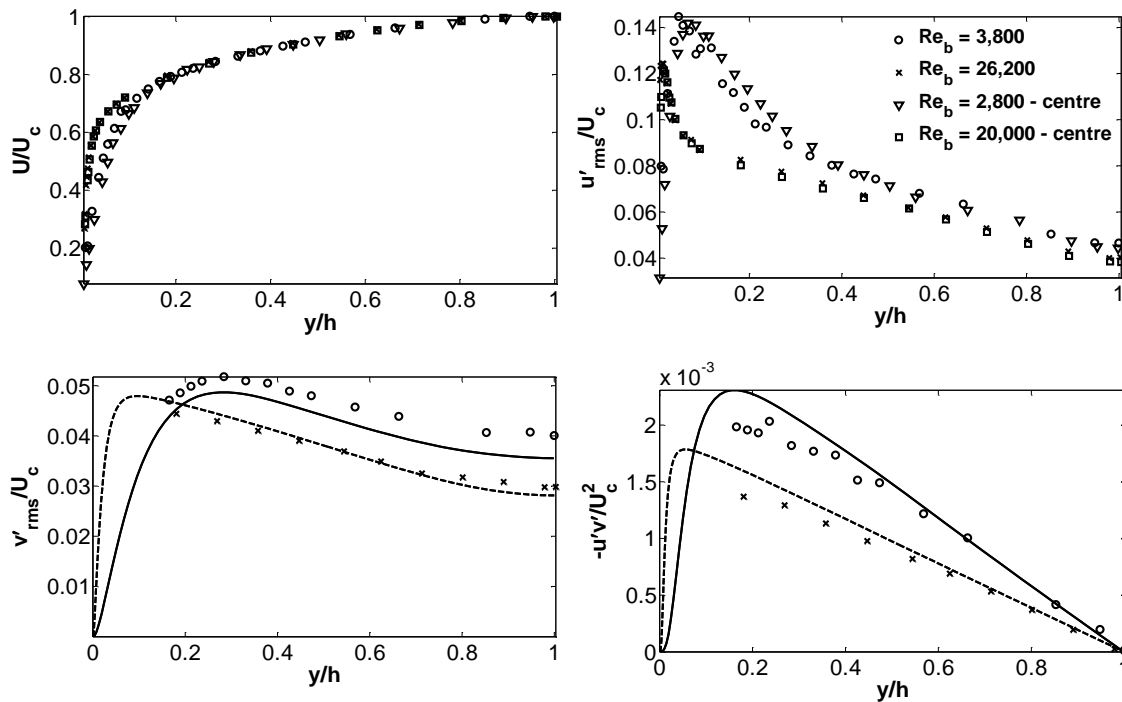 1
0.8
0.6
0.4
0.2
U/U_c
0.2 0.4 0.6 0.8 1
y/h
0.14
0.12
0.1
0.08
0.06
0.04
u'_rms/U_c
0.2 0.4 0.6 0.8 1
y/h
Re_b = 3,800
Re_b = 26,200
Re_b = 2,800 - centre
Re_b = 20,000 - centre
0.05
0.04
0.03
0.02
0.01
v'_rms/U_c
0 0.2 0.4 0.6 0.8 1
y/h
x 10^-3
2
1.5
1
0.5
0
-u'v'/U_c^2
0 0.2 0.4 0.6 0.8 1
y/h